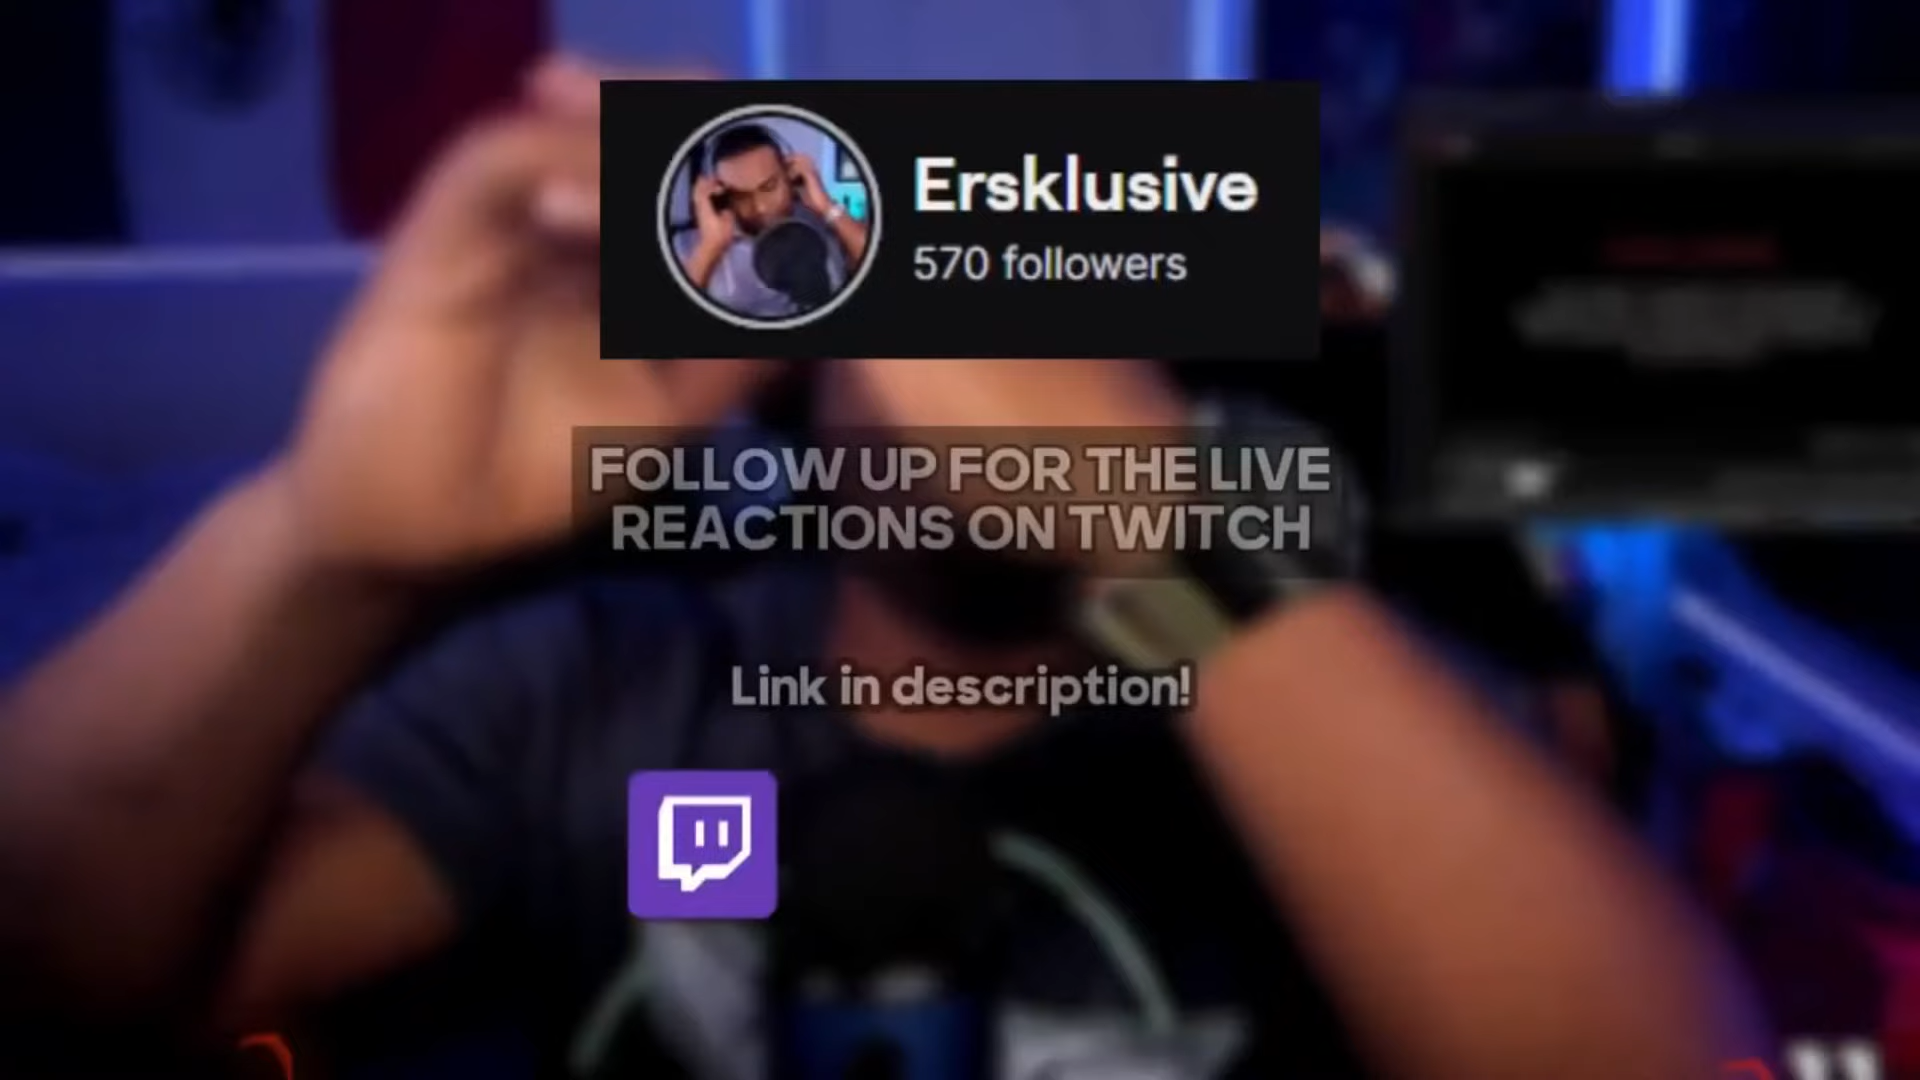 Ersklusive
570 followers
FOLLOW UP FOR THE LIVE
REACTIONS ON TWITCH
Link in description!